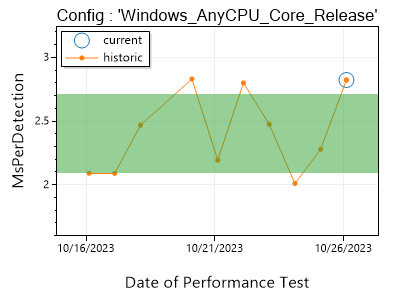 Config : 'Windows_AnyCPU_Core_Release'
current
historic
3
2.5
2
MsPerDetection
10/16/2023
10/21/2023
10/26/2023
Date of Performance Test